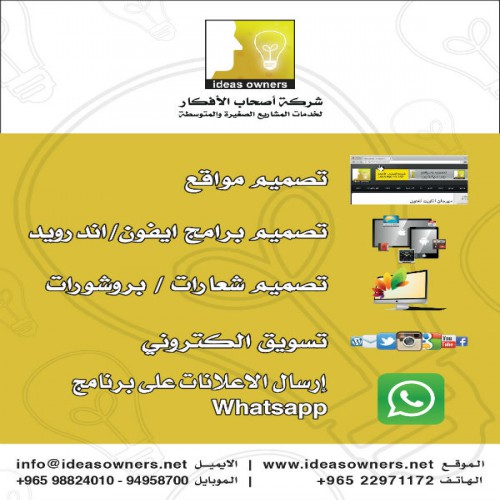 ideas owners
شركة أصحاب الأفكار
لخدمات المشاريع الصغيرة والمتوسطة
تصميم مواقع
تصميم برامج ايفون/اندرويد
تصميم شعارات / بروشورات
تسويق الكتروني
إرسال الاعلانات على برنامج
Whatsapp
الموقع www.ideasowners.net | الايميل info@ideasowners.net
الهاتف +965 22971172 | الموبايل +965 98824010 - 94958700